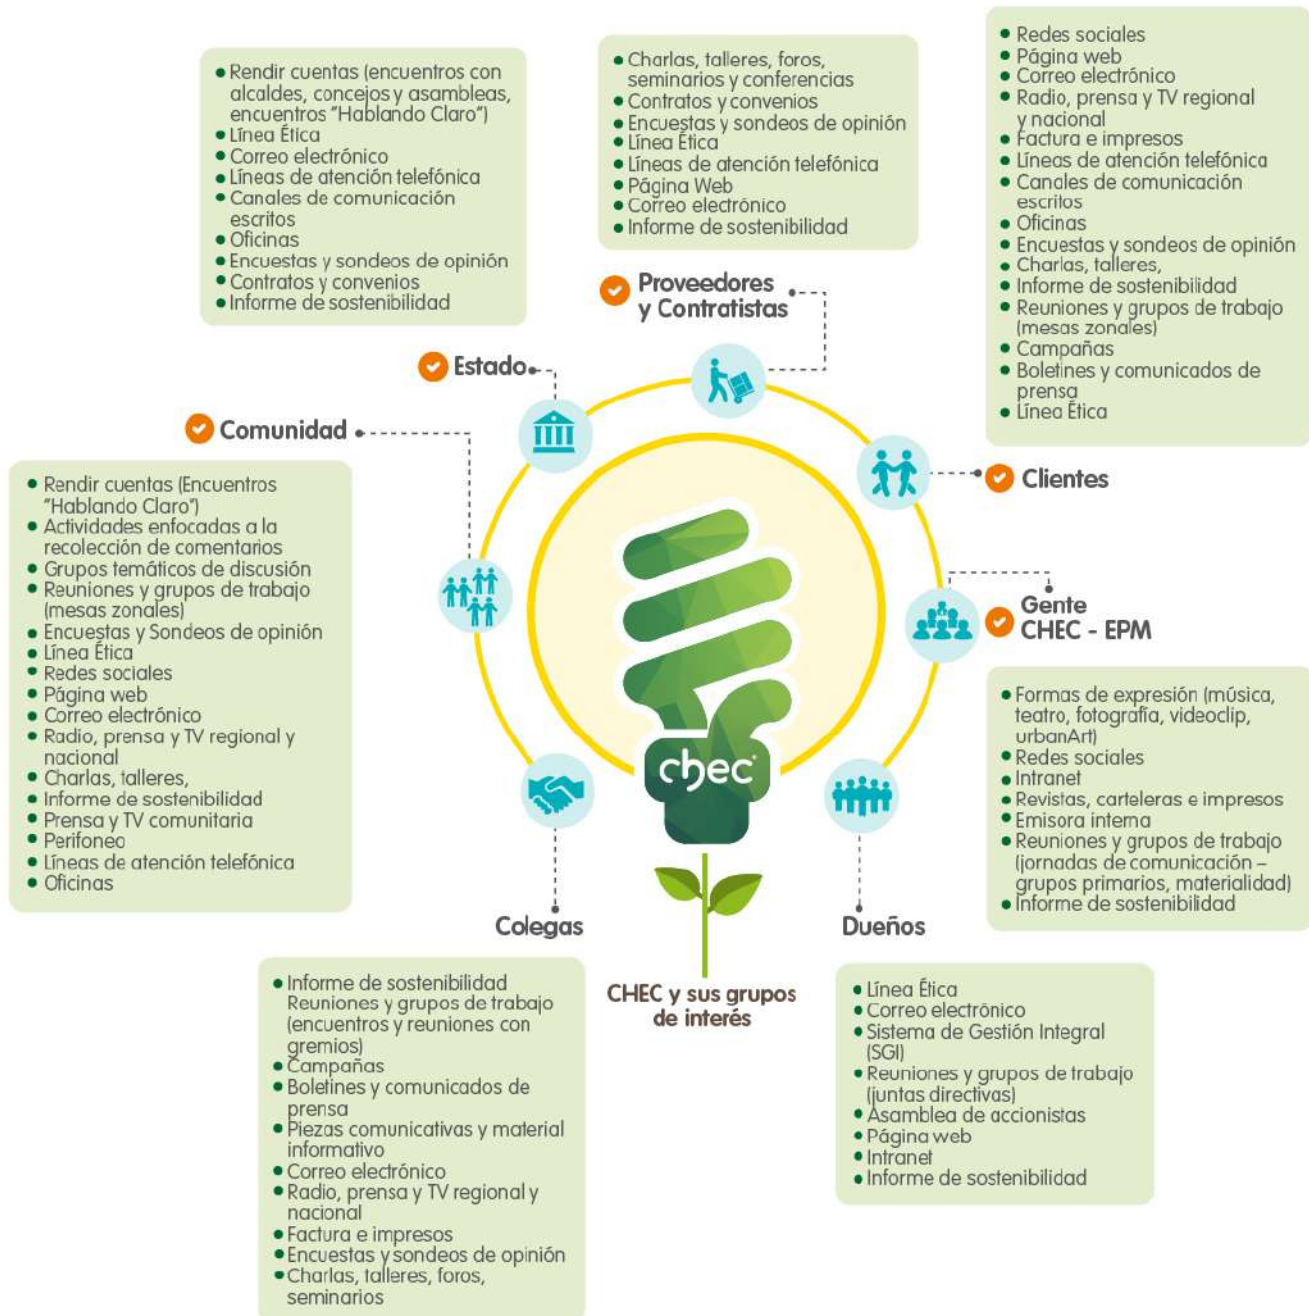 • Rendir cuentas (encuentros con
alcaldes, concejos y asambleas,
encuentros "Hablando Claro")
• Línea Ética
• Correo electrónico
• Líneas de atención telefónica
• Canales de comunicación
escritos
• Oficinas
• Encuestas y sondeos de opinión
• Contratos y convenios
• Informe de sostenibilidad
• Charlas, talleres, foros,
seminarios y conferencias
• Contratos y convenios
• Encuestas y sondeos de opinión
• Línea Ética
• Líneas de atención telefónica
• Página Web
• Correo electrónico
• Informe de sostenibilidad
• Redes sociales
• Página web
• Correo electrónico
• Radio, prensa y TV regional
y nacional
• Factura e impresos
• Líneas de atención telefónica
• Canales de comunicación
escritos
• Oficinas
• Encuestas y sondeos de opinión
• Charlas, talleres,
• Informe de sostenibilidad
• Reuniones y grupos de trabajo
(mesas zonales)
• Campañas
• Boletines y comunicados de
prensa
• Línea Ética
Proveedores
y Contratistas
Estado
Comunidad
Clientes
Gente
CHEC - EPM
• Rendir cuentas (Encuentros
"Hablando Claro")
• Actividades enfocadas a la
recolección de comentarios
• Grupos temáticos de discusión
• Reuniones y grupos de trabajo
(mesas zonales)
• Encuestas y Sondeos de opinión
• Línea Ética
• Redes sociales
• Página web
• Correo electrónico
• Radio, prensa y TV regional y
nacional
• Charlas, talleres,
• Informe de sostenibilidad
• Prensa y TV comunitaria
• Perifoneo
• Líneas de atención telefónica
• Oficinas
chec®
• Formas de expresión (música,
teatro, fotografía, videoclip,
urbanArt)
• Redes sociales
• Intranet
• Revistas, carteleras e impresos
• Emisora interna
• Reuniones y grupos de trabajo
(jornadas de comunicación –
grupos primarios, materialidad)
• Informe de sostenibilidad
Colegas
Dueños
CHEC y sus grupos
de interés
• Informe de sostenibilidad
Reuniones y grupos de trabajo
(encuentros y reuniones con
gremios)
• Campañas
• Boletines y comunicados de
prensa
• Piezas comunicativas y material
informativo
• Correo electrónico
• Radio, prensa y TV regional y
nacional
• Factura e impresos
• Encuestas y sondeos de opinión
• Charlas, talleres, foros,
seminarios
• Línea Ética
• Correo electrónico
• Sistema de Gestión Integral
(SGI)
• Reuniones y grupos de trabajo
(juntas directivas)
• Asamblea de accionistas
• Página web
• Intranet
• Informe de sostenibilidad